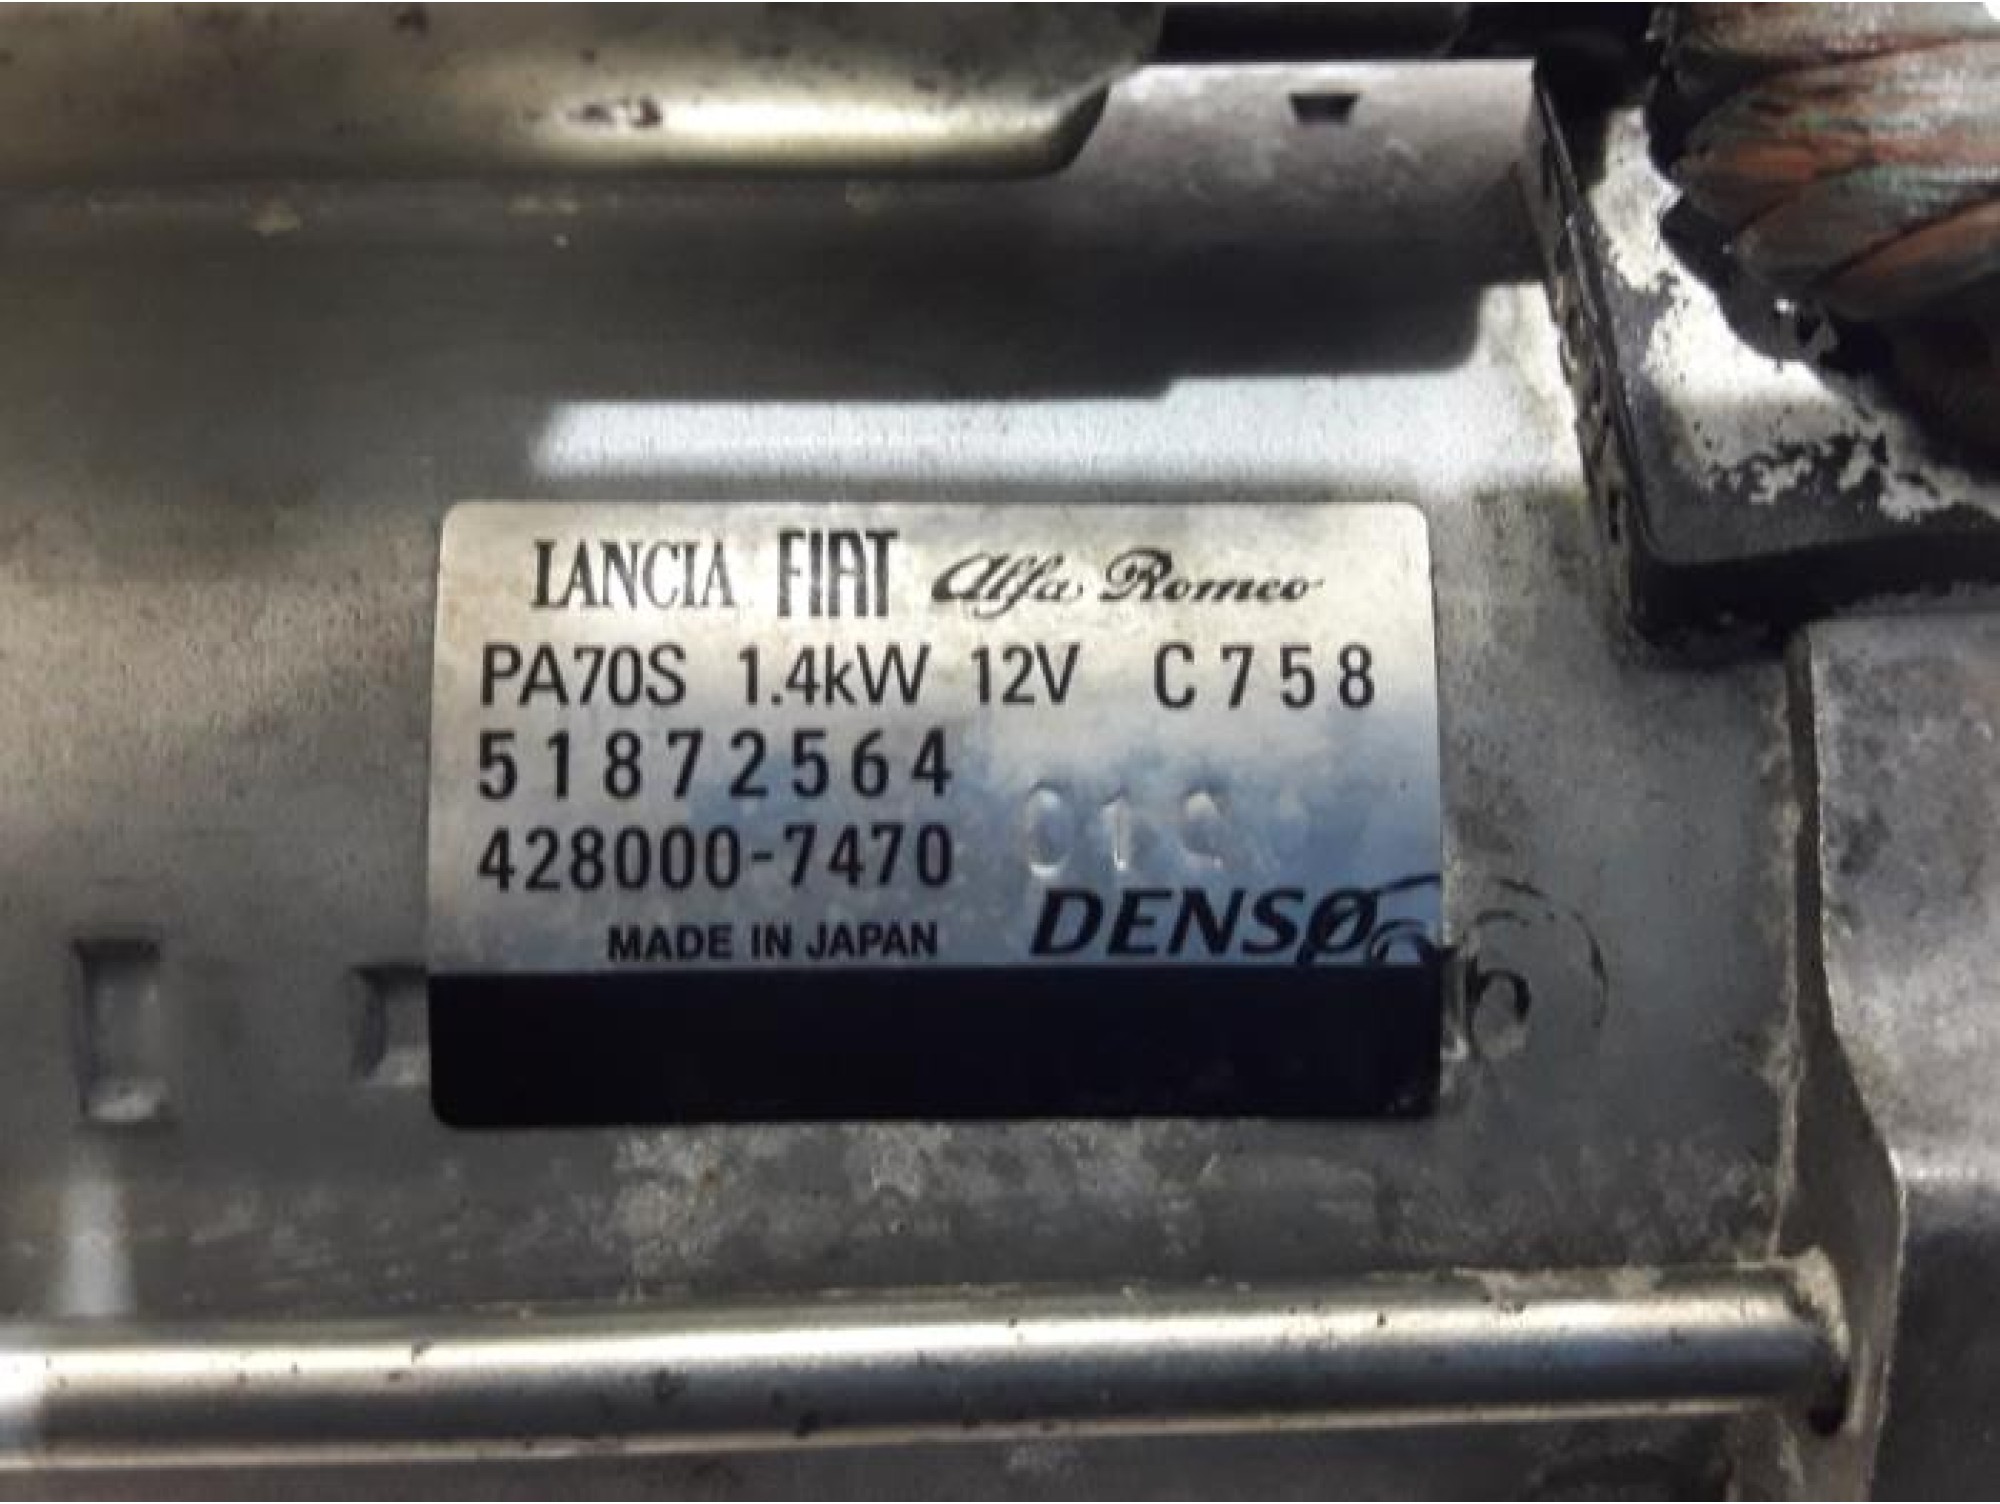 LANCIA FIAT Alfa Romeo
PA70S 1.4kW 12V C758
51872564
428000-7470
MADE IN JAPAN DENSO